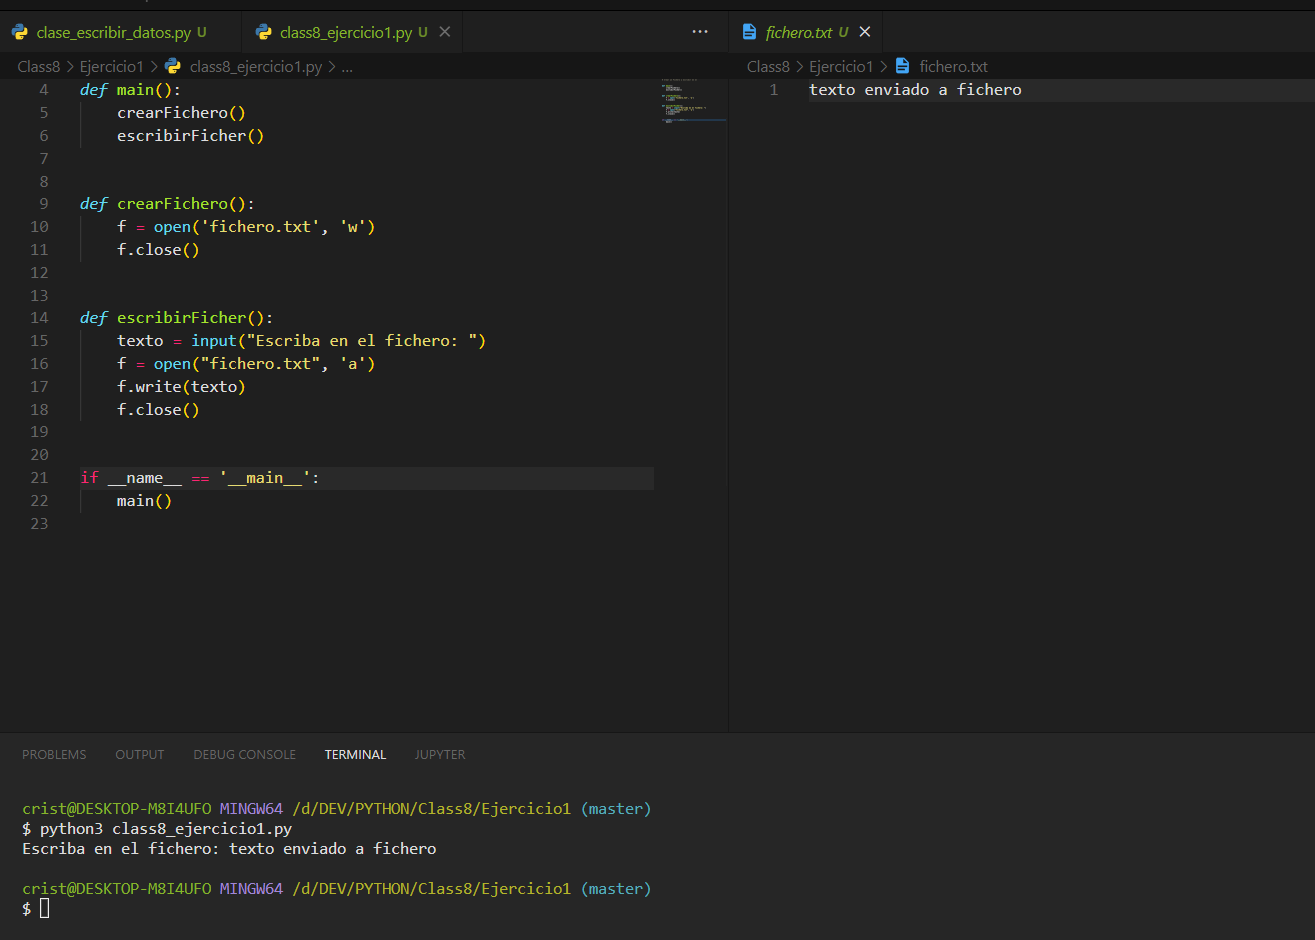 clase_escribir_datos.py U
class8_ejercicio1.py U
Class8 > Ejercicio1 > class8_ejercicio1.py > ...
4 def main():
5 crearFichero()
6 escribirFicher()
7
8
9 def crearFichero():
10 f = open('fichero.txt', 'w')
11 f.close()
12
13
14 def escribirFicher():
15 texto = input("Escriba en el fichero: ")
16 f = open("fichero.txt", 'a')
17 f.write(texto)
18 f.close()
19
20
21 if __name__ == '__main__':
22 main()
23
fichero.txt U
Class8 > Ejercicio1 > fichero.txt
1 texto enviado a fichero
PROBLEMS OUTPUT DEBUG CONSOLE TERMINAL JUPYTER
crist@DESKTOP-M8I4UFO MINGW64 /d/DEV/PYTHON/Class8/Ejercicio1 (master)
$ python3 class8_ejercicio1.py
Escriba en el fichero: texto enviado a fichero
crist@DESKTOP-M8I4UFO MINGW64 /d/DEV/PYTHON/Class8/Ejercicio1 (master)
$